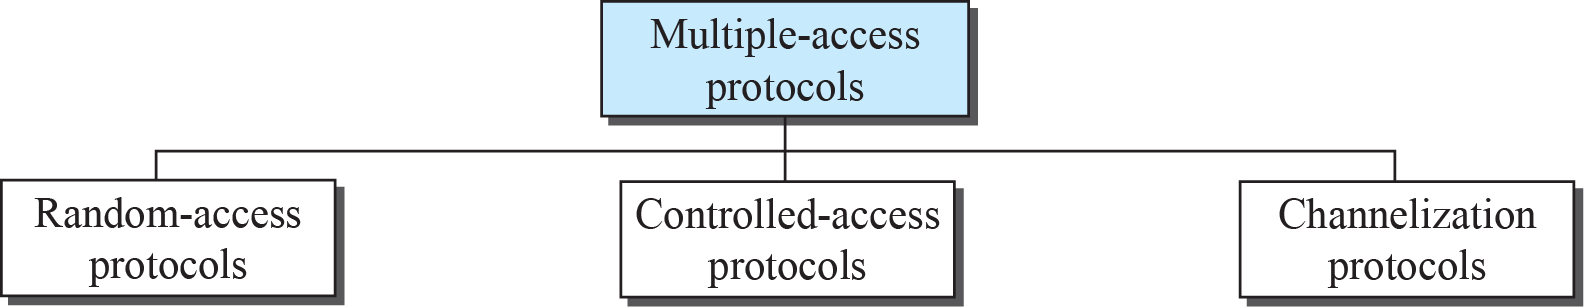 Multiple-access
protocols
Random-access
protocols
Controlled-access
protocols
Channelization
protocols